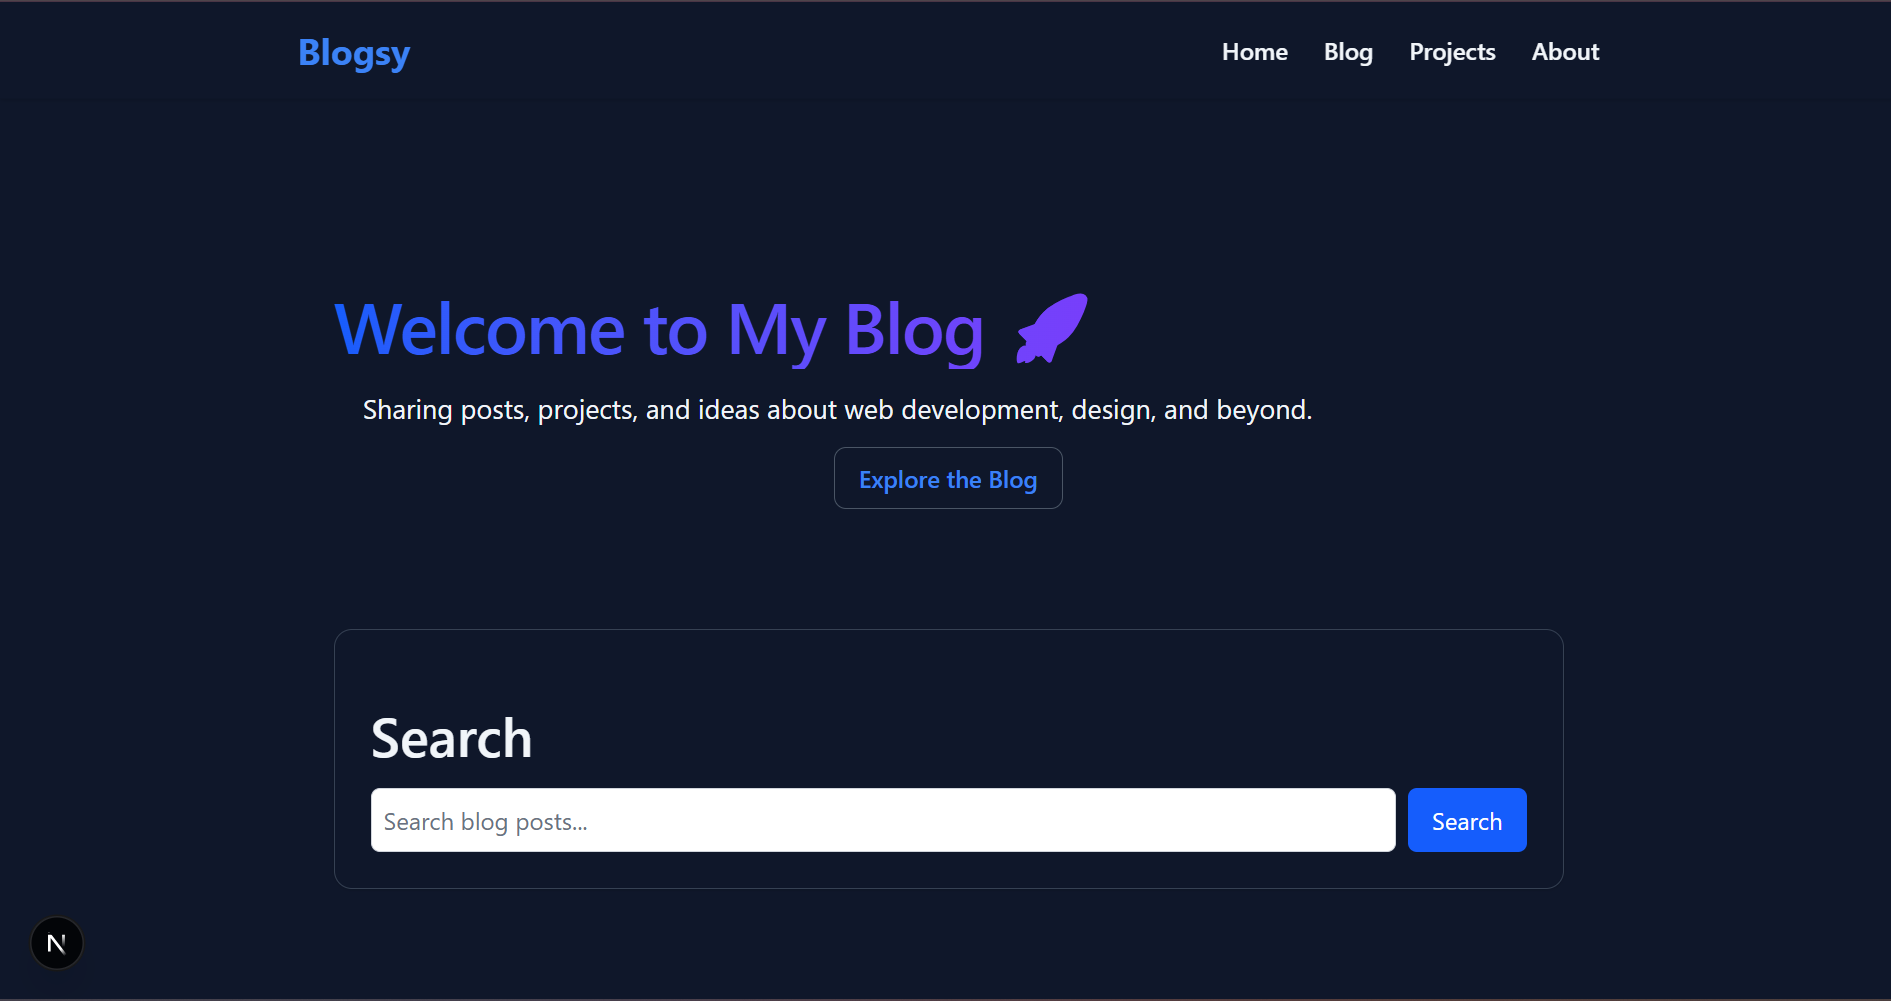 Blogsy
Home Blog Projects About
Welcome to My Blog 🚀
Sharing posts, projects, and ideas about web development, design, and beyond.
Explore the Blog
Search
Search blog posts...
Search
N